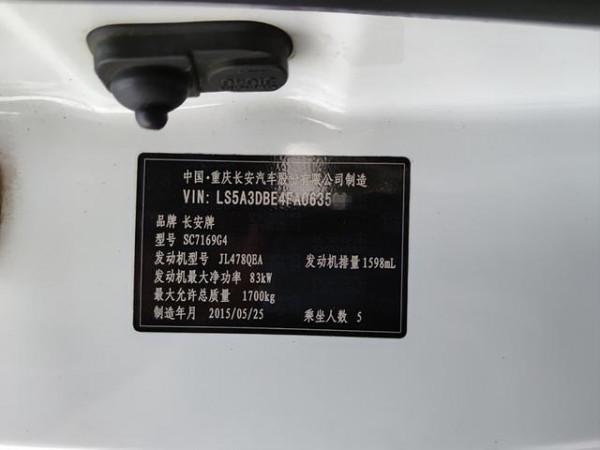 中国·重庆长安汽车股份有限公司制造
VIN: LS5A3DBE4FA0635
品牌 长安牌
型号 SC7169G4
发动机型号 JL478QEA 发动机排量 1598mL
发动机最大净功率 83kW
最大允许总质量 1700kg
制造年月 2015/05/25 乘坐人数 5